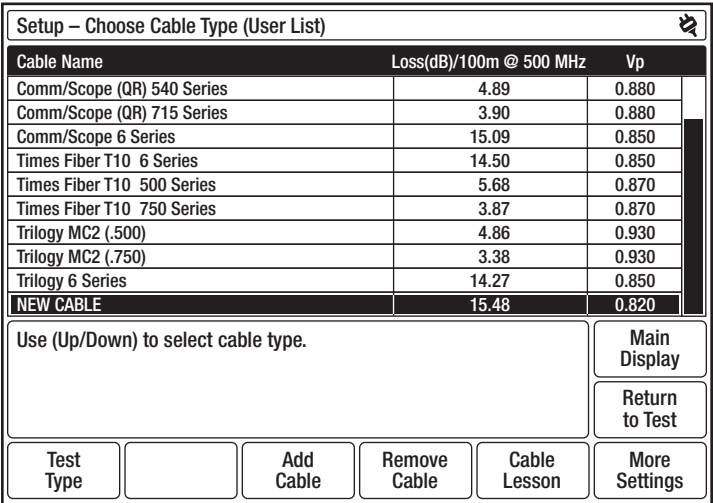 Setup – Choose Cable Type (User List)
Cable Name Loss(dB)/100m @ 500 MHz Vp
Comm/Scope (QR) 540 Series 4.89 0.880
Comm/Scope (QR) 715 Series 3.90 0.880
Comm/Scope 6 Series 15.09 0.850
Times Fiber T10  6 Series 14.50 0.850
Times Fiber T10  500 Series 5.68 0.870
Times Fiber T10  750 Series 3.87 0.870
Trilogy MC2 (.500) 4.86 0.930
Trilogy MC2 (.750) 3.38 0.930
Trilogy 6 Series 14.27 0.850
NEW CABLE 15.48 0.820
Use (Up/Down) to select cable type.
Main
Display
Return
to Test
Test
Type
Add
Cable
Remove
Cable
Cable
Lesson
More
Settings